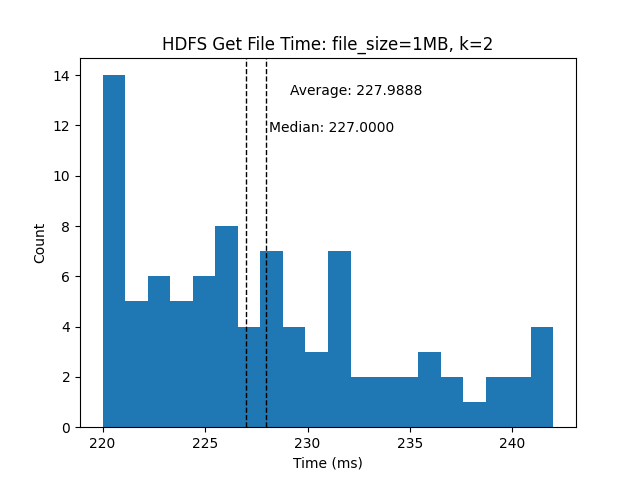 HDFS Get File Time: file_size=1MB, k=2
14
12
10
8
6
4
2
0
Count
Average: 227.9888
Median: 227.0000
220
225
230
235
240
Time (ms)